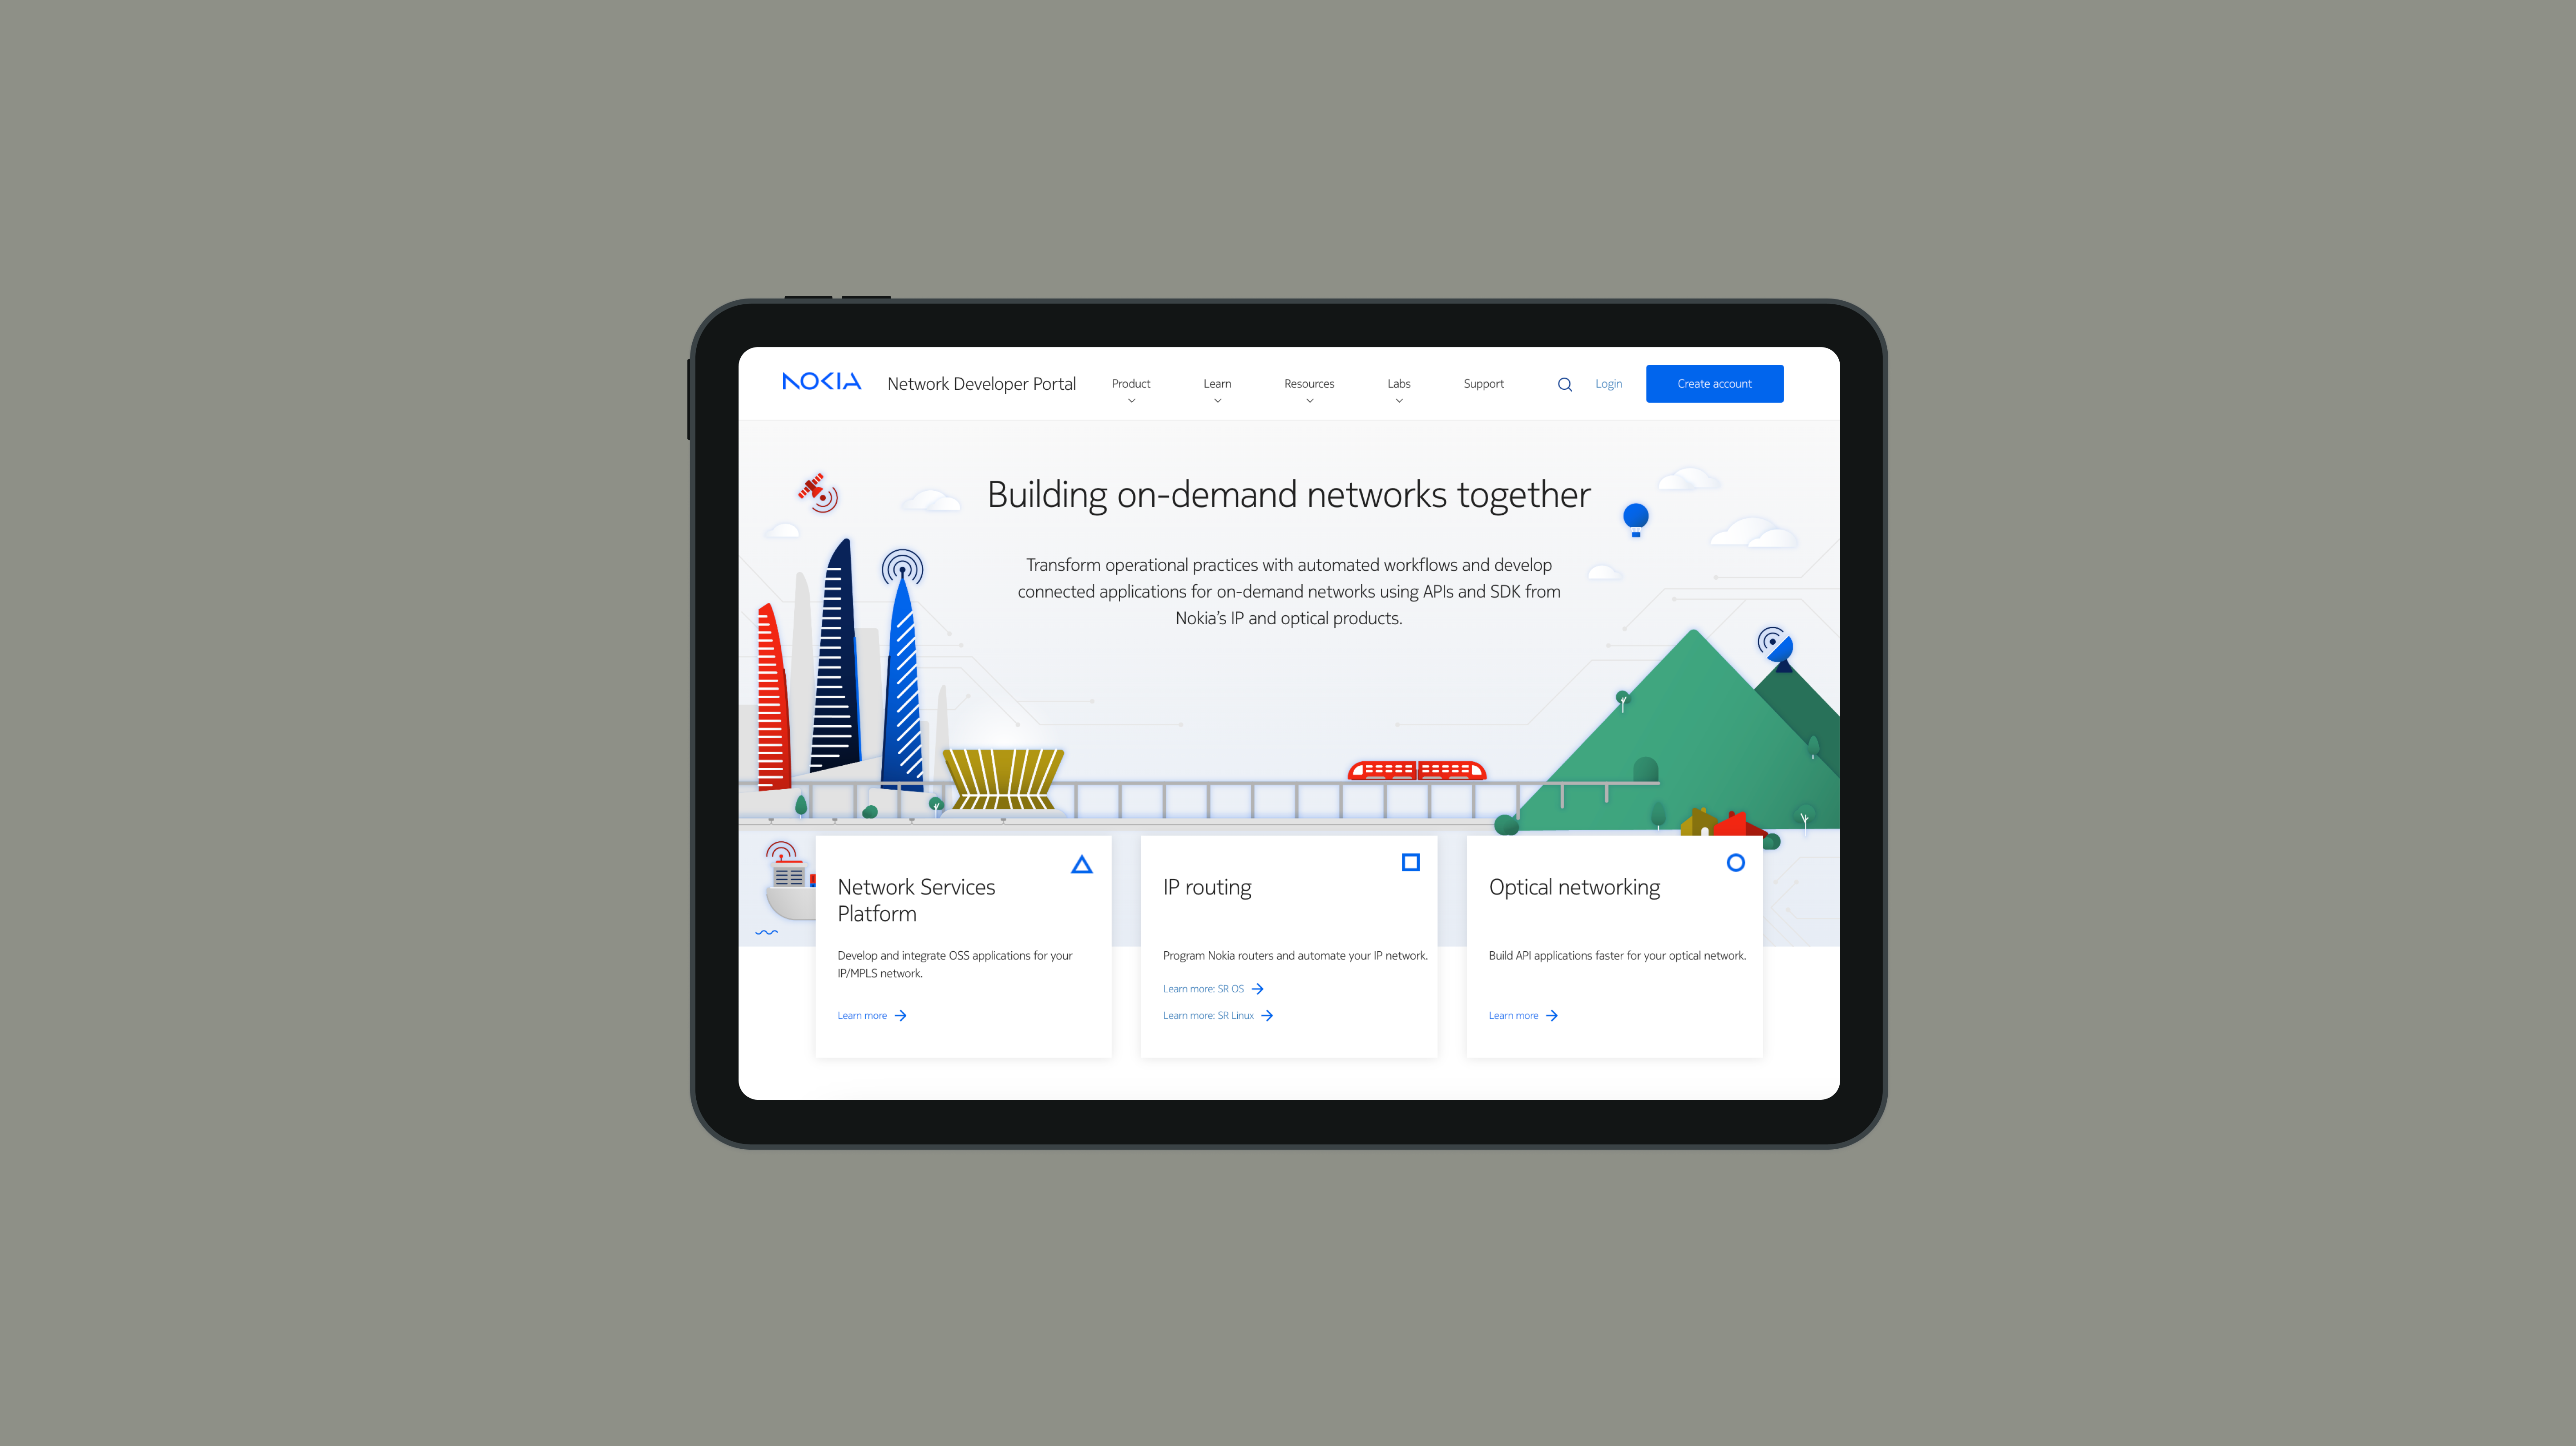 NOKIA Network Developer Portal Product Learn Resources Labs Support Login Create account
Building on-demand networks together
Transform operational practices with automated workflows and develop
connected applications for on-demand networks using APIs and SDK from
Nokia’s IP and optical products.
Network Services
Platform
Develop and integrate OSS applications for your
IP/MPLS network.
Learn more
IP routing
Program Nokia routers and automate your IP network.
Learn more: SR OS
Learn more: SR Linux
Optical networking
Build API applications faster for your optical network.
Learn more